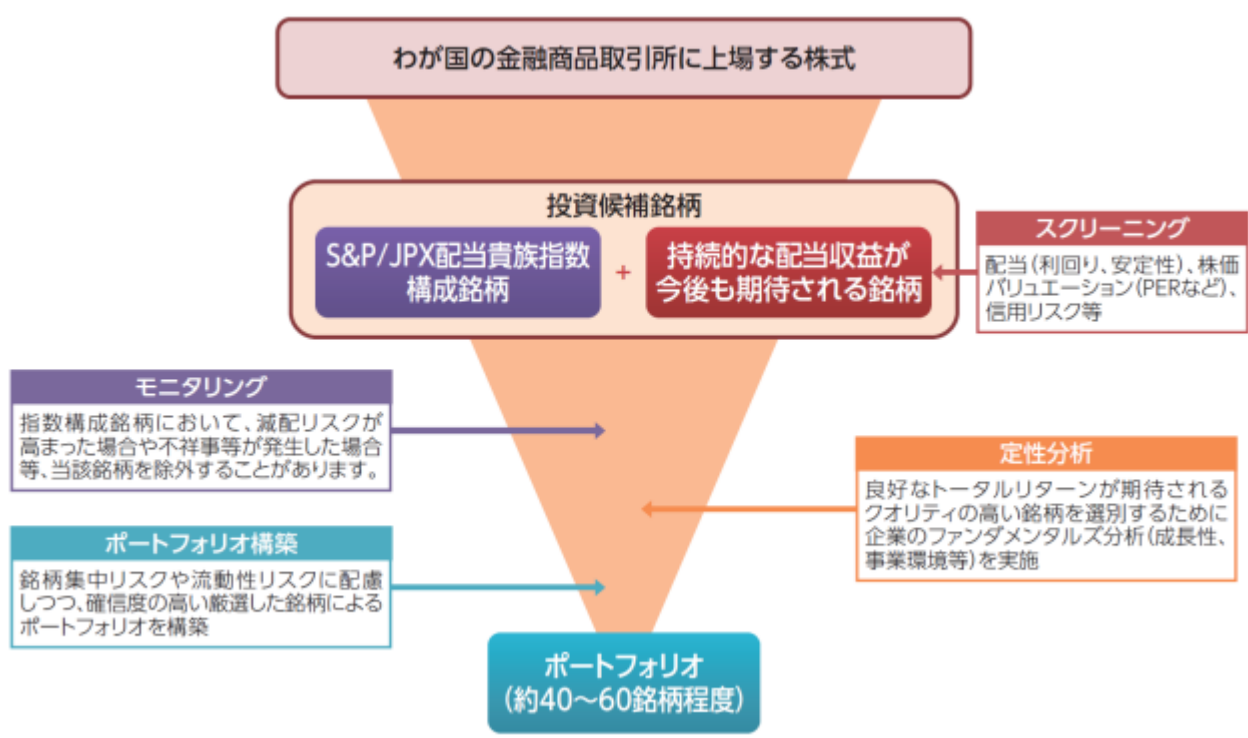 わが国の金融商品取引所に上場する株式
投資候補銘柄
S&P/JPX配当貴族指数
構成銘柄
+
持続的な配当収益が
今後も期待される銘柄
スクリーニング
配当(利回り、安定性)、株価
バリュエーション(PERなど)、
信用リスク等
モニタリング
指数構成銘柄において、減配リスクが
高まった場合や不祥事等が発生した場合
等、当該銘柄を除外することがあります。
定性分析
良好なトータルリターンが期待される
クオリティの高い銘柄を選別するために
企業のファンダメンタルズ分析(成長性、
事業環境等)を実施
ポートフォリオ構築
銘柄集中リスクや流動性リスクに配慮
しつつ、確信度の高い厳選した銘柄による
ポートフォリオを構築
ポートフォリオ
(約40〜60銘柄程度)